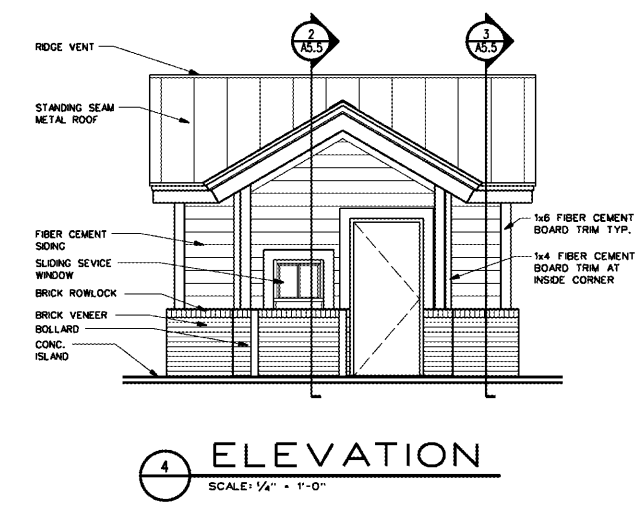 2
A5.5
3
A5.5
RIDGE VENT
STANDING SEAM
METAL ROOF
FIBER CEMENT
SIDING
SLIDING SEVICE
WINDOW
BRICK ROWLOCK
BRICK VENEER
BOLLARD
CONC.
ISLAND
1x6 FIBER CEMENT
BOARD TRIM TYP.
1x4 FIBER CEMENT
BOARD TRIM AT
INSIDE CORNER
4
ELEVATION
SCALE: 1/4" = 1'-0"